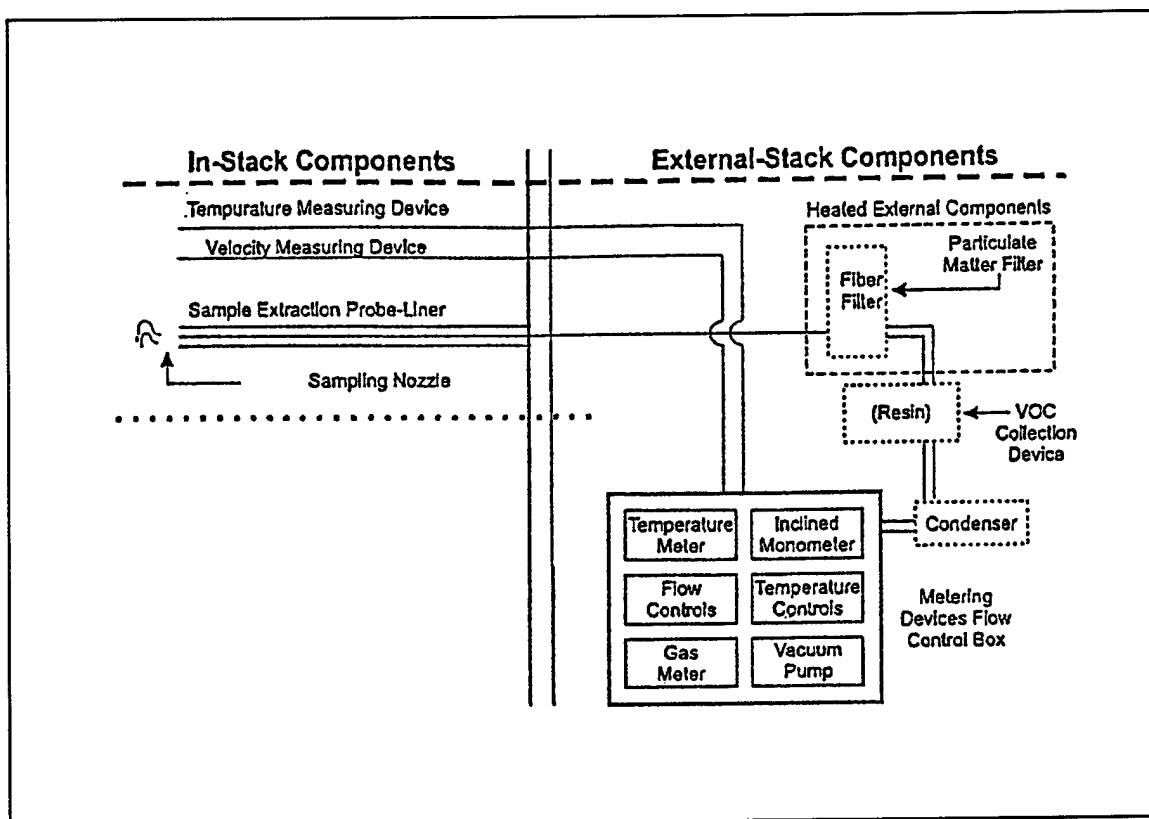 In-Stack Components
External-Stack Components
Tempurature Measuring Device
Velocity Measuring Device
Sample Extraction Probe-Liner
Sampling Nozzle
Heated External Components
Particulate
Matter Filter
Fiber
Filter
(Resin)
VOC
Collection
Device
Condenser
Temperature
Meter
Inclined
Monometer
Flow
Controls
Temperature
Controls
Gas
Meter
Vacuum
Pump
Metering
Devices Flow
Control Box